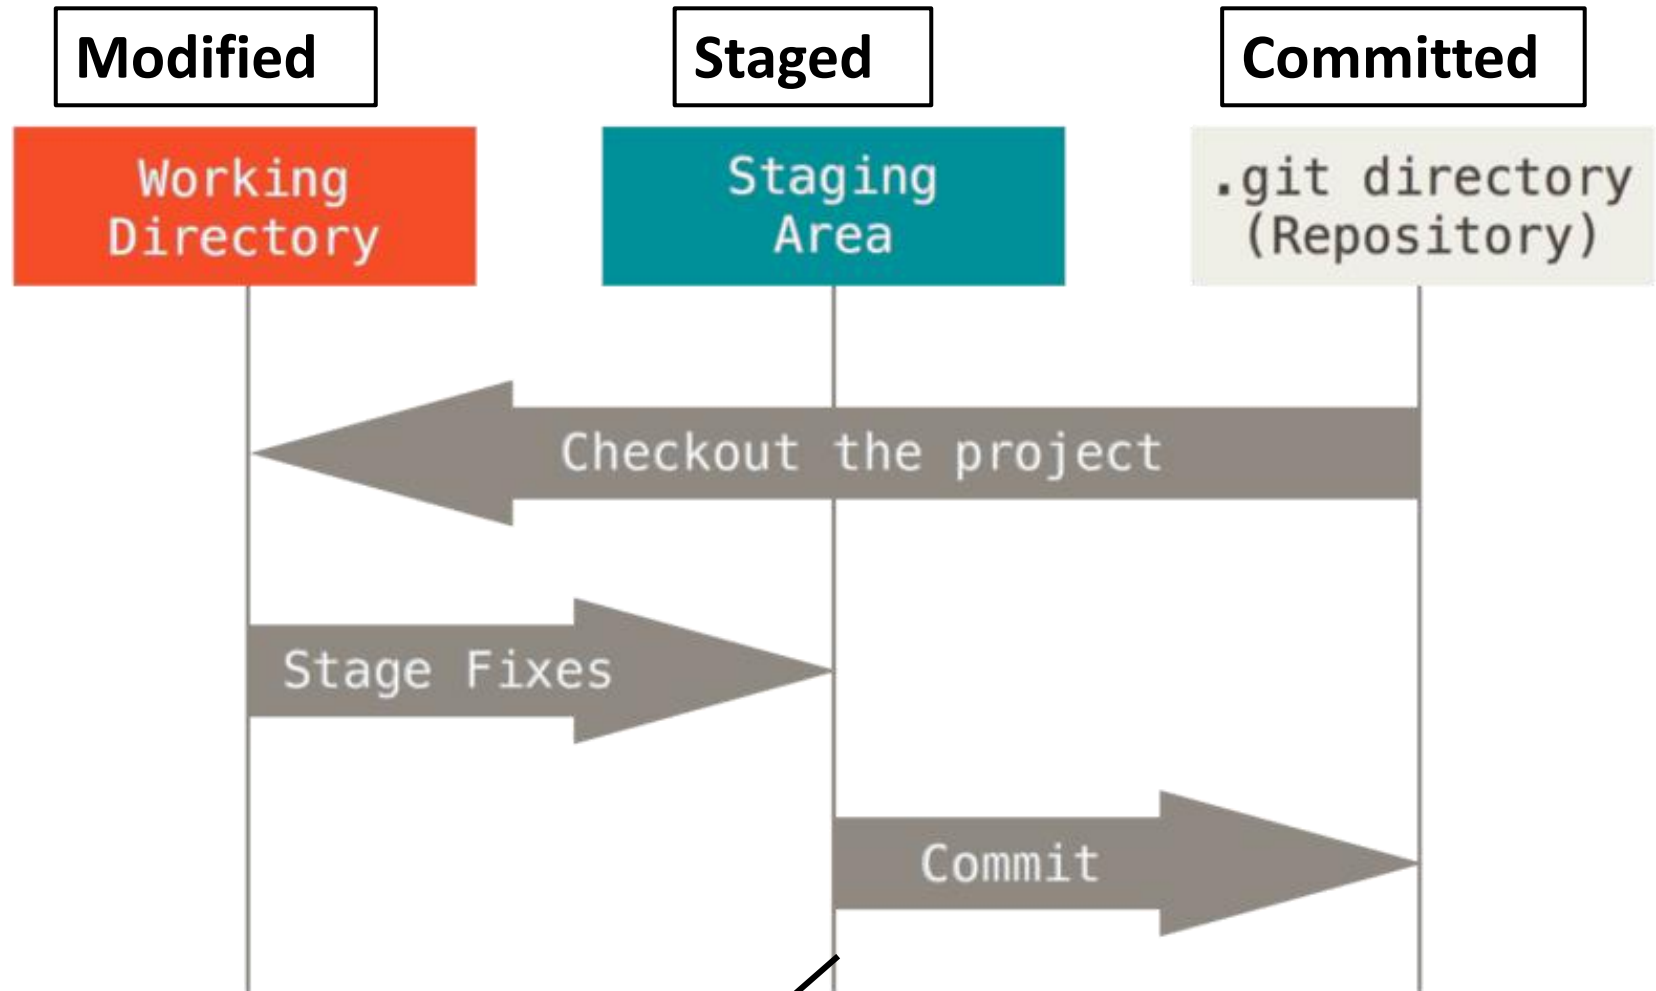 Modified
Staged
Committed
Working
Directory
Staging
Area
.git directory
(Repository)
Checkout the project
Stage Fixes
Commit